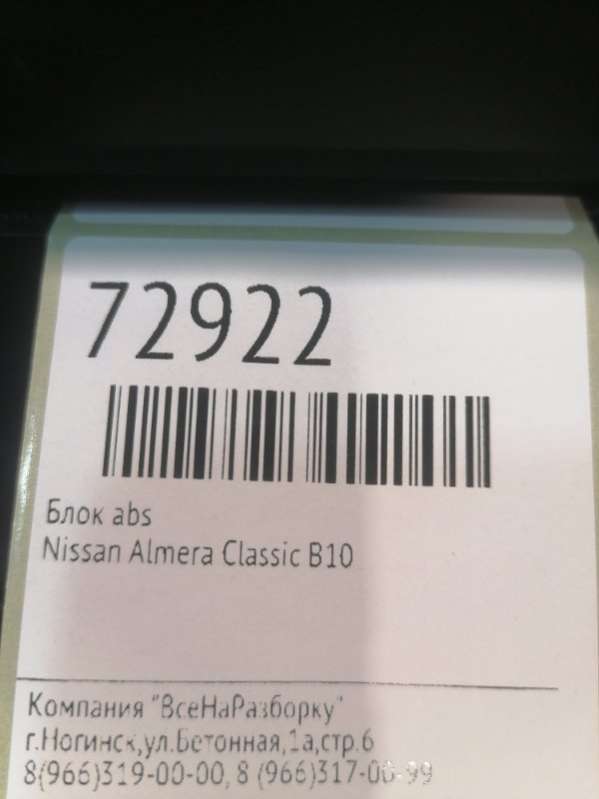 72922
Блок abs
Nissan Almera Classic B10
Компания "ВсеНаРазборку"
г.Ногинск,ул.Бетонная,1а,стр.6
8(966)319-00-00, 8 (966)317-00-99